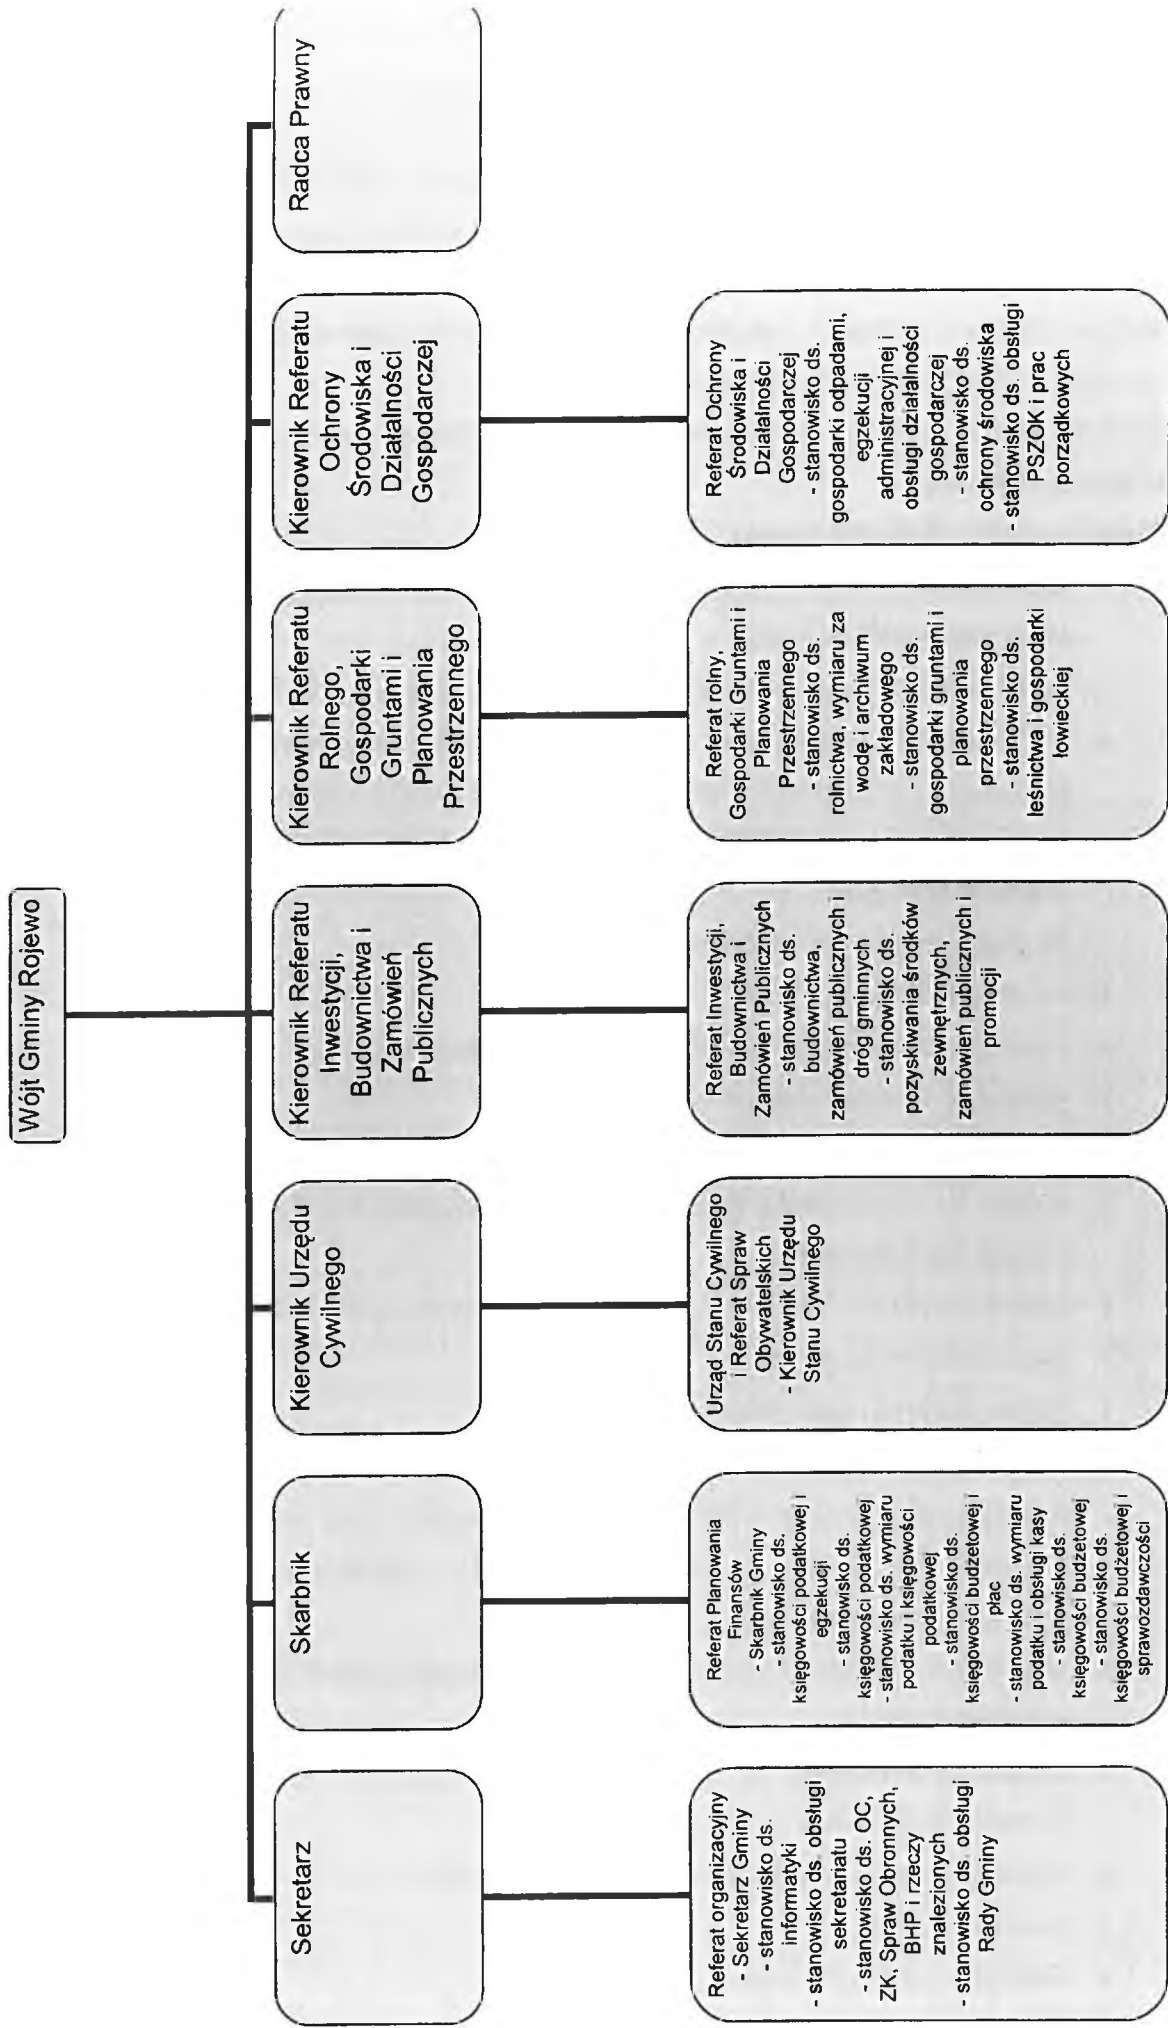 Wójt Gminy Rojewo
Sekretarz
Skarbnik
Kierownik Urzędu
Cywilnego
Kierownik Referatu
Inwestycji,
Budownictwa i
Zamówień
Publicznych
Kierownik Referatu
Rolnego,
Gospodarki
Gruntami i
Planowania
Przestrzennego
Kierownik Referatu
Ochrony
Środowiska i
Działalności
Gospodarczej
Radca Prawny
Referat organizacyjny
- Sekretarz Gminy
- stanowisko ds.
informatyki
- stanowisko ds. obsługi
sekretariatu
- stanowisko ds. OC,
ZK, Spraw Obronnych,
BHP i rzeczy
znalezionych
- stanowisko ds. obsługi
Rady Gminy
Referat Planowania
Finansów
- Skarbnik Gminy
- stanowisko ds.
księgowości podatkowej i
egzekucji
- stanowisko ds.
księgowości podatkowej
- stanowisko ds. wymiaru
podatku i księgowości
podatkowej
- stanowisko ds.
księgowości budżetowej i
płac
- stanowisko ds. wymiaru
podatku i obsługi kasy
- stanowisko ds.
księgowości budżetowej
- stanowisko ds.
księgowości budżetowej i
sprawozdawczości
Urząd Stanu Cywilnego
i Referat Spraw
Obywatelskich
- Kierownik Urzędu
Stanu Cywilnego
Referat Inwestycji,
Budownictwa i
Zamówień Publicznych
- stanowisko ds.
budownictwa,
zamówień publicznych i
dróg gminnych
- stanowisko ds.
pozyskiwania środków
zewnętrznych,
zamówień publicznych i
promocji
Referat rolny,
Gospodarki Gruntami i
Planowania
Przestrzennego
- stanowisko ds.
rolnictwa, wymiaru za
wodę i archiwum
zakładowego
- stanowisko ds.
gospodarki gruntami i
planowania
przestrzennego
- stanowisko ds.
leśnictwa i gospodarki
łowieckiej
Referat Ochrony
Środowiska i
Działalności
Gospodarczej
- stanowisko ds.
gospodarki odpadami,
egzekucji
administracyjnej i
obsługi działalności
gospodarczej
- stanowisko ds.
ochrony środowiska
- stanowisko ds. obsługi
PSZOK i prac
porządkowych